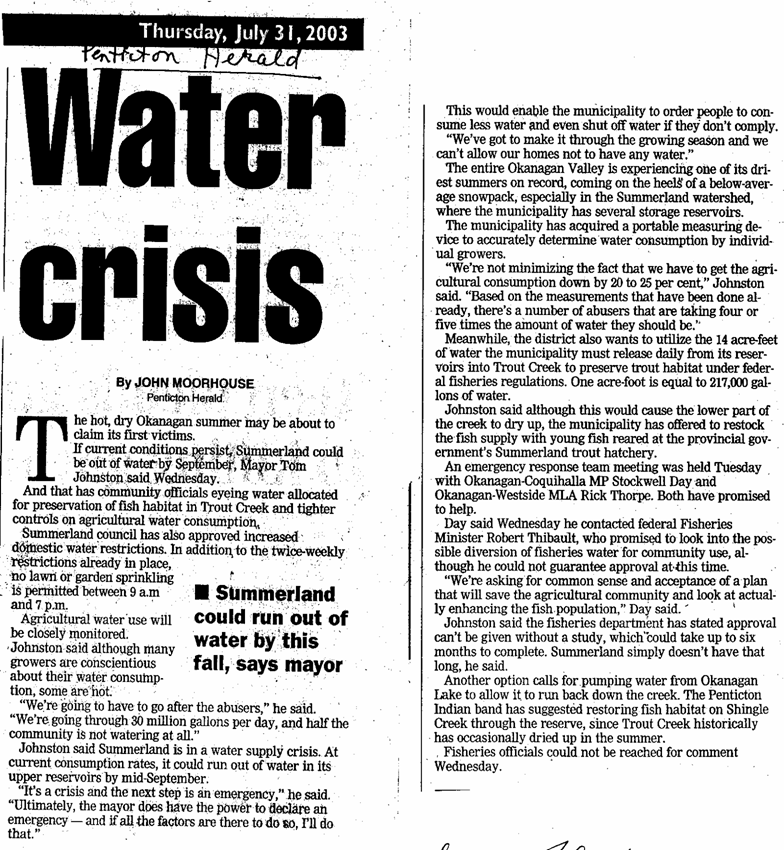 Thursday, July 31, 2003
Penticton Herald
Water
crisis
By JOHN MOORHOUSE
Penticton Herald
The hot, dry Okanagan summer may be about to
claim its first victims.
If current conditions persist, Summerland could
be out of water by September, Mayor Tom
Johnston said Wednesday.
And that has community officials eyeing water allocated
for preservation of fish habitat in Trout Creek and tighter
controls on agricultural water consumption.
Summerland council has also approved increased
domestic water restrictions. In addition to the twice-weekly
restrictions already in place,
no lawn or garden sprinkling
is permitted between 9 a.m
and 7 p.m.
Agricultural water use will
be closely monitored.
Johnston said although many
growers are conscientious
about their water consump-
tion, some are not.
■ Summerland
could run out of
water by this
fall, says mayor
"We're going to have to go after the abusers," he said.
"We're going through 30 million gallons per day, and half the
community is not watering at all."
Johnston said Summerland is in a water supply crisis. At
current consumption rates, it could run out of water in its
upper reservoirs by mid-September.
"It's a crisis and the next step is an emergency," he said.
"Ultimately, the mayor does have the power to declare an
emergency — and if all the factors are there to do so, I'll do
that."
This would enable the municipality to order people to con-
sume less water and even shut off water if they don't comply.
"We've got to make it through the growing season and we
can't allow our homes not to have any water."
The entire Okanagan Valley is experiencing one of its dri-
est summers on record, coming on the heels of a below-aver-
age snowpack, especially in the Summerland watershed,
where the municipality has several storage reservoirs.
The municipality has acquired a portable measuring de-
vice to accurately determine water consumption by individ-
ual growers.
"We're not minimizing the fact that we have to get the agri-
cultural consumption down by 20 to 25 per cent," Johnston
said. "Based on the measurements that have been done al-
ready, there's a number of abusers that are taking four or
five times the amount of water they should be."
Meanwhile, the district also wants to utilize the 14 acre-feet
of water the municipality must release daily from its reser-
voirs into Trout Creek to preserve trout habitat under feder-
al fisheries regulations. One acre-foot is equal to 217,000 gal-
lons of water.
Johnston said although this would cause the lower part of
the creek to dry up, the municipality has offered to restock
the fish supply with young fish reared at the provincial gov-
ernment's Summerland trout hatchery.
An emergency response team meeting was held Tuesday
with Okanagan-Coquihalla MP Stockwell Day and
Okanagan-Westside MLA Rick Thorpe. Both have promised
to help.
Day said Wednesday he contacted federal Fisheries
Minister Robert Thibault, who promised to look into the pos-
sible diversion of fisheries water for community use, al-
though he could not guarantee approval at this time.
"We're asking for common sense and acceptance of a plan
that will save the agricultural community and look at actual-
ly enhancing the fish population," Day said.
Johnston said the fisheries department has stated approval
can't be given without a study, which could take up to six
months to complete. Summerland simply doesn't have that
long, he said.
Another option calls for pumping water from Okanagan
Lake to allow it to run back down the creek. The Penticton
Indian band has suggested restoring fish habitat on Shingle
Creek through the reserve, since Trout Creek historically
has occasionally dried up in the summer.
Fisheries officials could not be reached for comment
Wednesday.